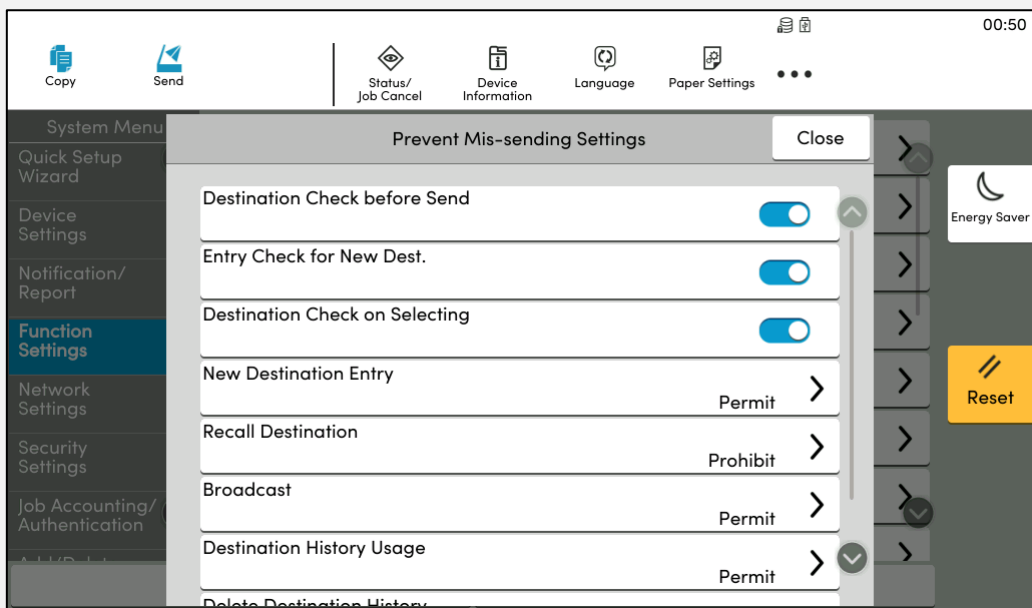 00:50
Copy
Send
Status/
Job Cancel
Device
Information
Language
Paper Settings
System Menu
Quick Setup
Wizard
Device
Settings
Notification/
Report
Function
Settings
Network
Settings
Security
Settings
Job Accounting/
Authentication
Prevent Mis-sending Settings
Close
Destination Check before Send
Entry Check for New Dest.
Destination Check on Selecting
New Destination Entry
Permit
Recall Destination
Prohibit
Broadcast
Permit
Destination History Usage
Permit
Delete Destination History
Energy Saver
Reset